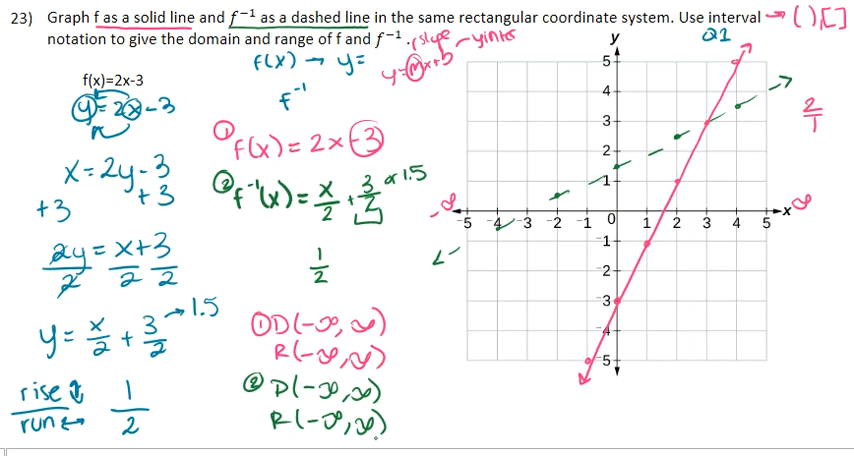 23) Graph f as a solid line and f⁻¹ as a dashed line in the same rectangular coordinate system. Use interval → ( ) , [ ]
notation to give the domain and range of f and f⁻¹.
slope yinter
Q1
f(x) → y=
y=mx+b
f⁻¹
f(x)=2x-3
y=2x-3
x=2y-3
+3 +3
2y = x+3
2 2 2
y = x/2 + 3/2 → 1.5
rise ↕ 1
run ↔ 2
① f(x) = 2x-3
② f⁻¹(x) = x/2 + 3/2 or 1.5
1/2
① D(-∞, ∞)
R(-∞, ∞)
② D(-∞, ∞)
R(-∞, ∞)
y
5
4
3
2
1
-∞
-5 -4 -3 -2 -1 0 1 2 3 4 5 x
∞
-1
-2
-3
-4
-5
2/1